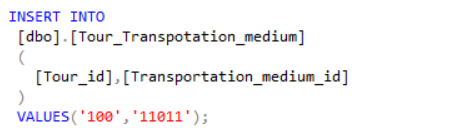 INSERT INTO
[dbo].[Tour_Transpotation_medium]
(
[Tour_id],[Transportation_medium_id]
)
VALUES('100','11011');